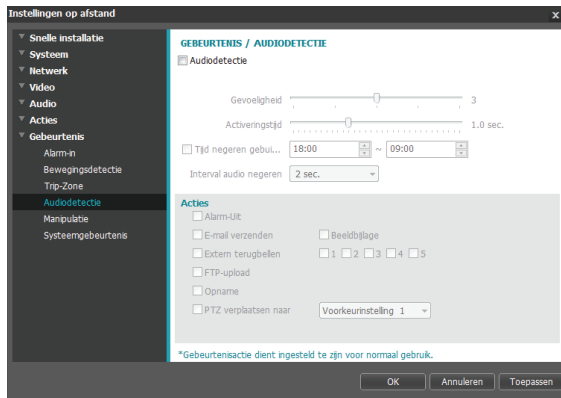 Instellingen op afstand x
Snelle installatie
Systeem
Netwerk
Video
Audio
Acties
Gebeurtenis
Alarm-in
Bewegingsdetectie
Trip-Zone
Audiodetectie
Manipulatie
Systeemgebeurtenis
GEBEURTENIS / AUDIODETECTIE
Audiodetectie
Gevoeligheid 3
Activeringstijd 1.0 sec.
Tijd negeren gebui... 18:00 ~ 09:00
Interval audio negeren 2 sec.
Acties
Alarm-Uit
E-mail verzenden Beeldbijlage
Extern terugbellen 1 2 3 4 5
FTP-upload
Opname
PTZ verplaatsen naar Voorkeurinstelling 1
*Gebeurtenisactie dient ingesteld te zijn voor normaal gebruik.
OK Annuleren Toepassen